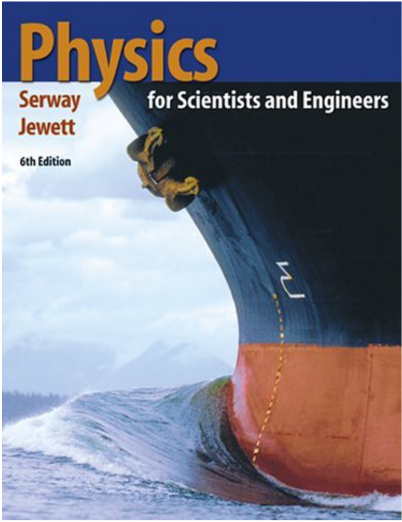 Physics
Serway
Jewett
for Scientists and Engineers
6th Edition